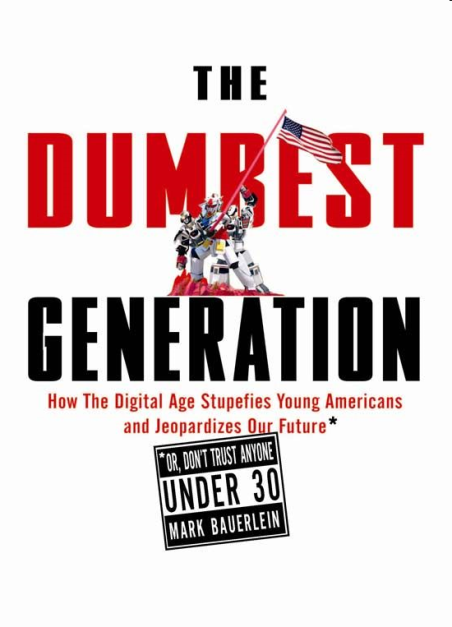 THE
DUMBEST
GENERATION
How The Digital Age Stupefies Young Americans
and Jeopardizes Our Future*
*OR, DON'T TRUST ANYONE
UNDER 30
MARK BAUERLEIN